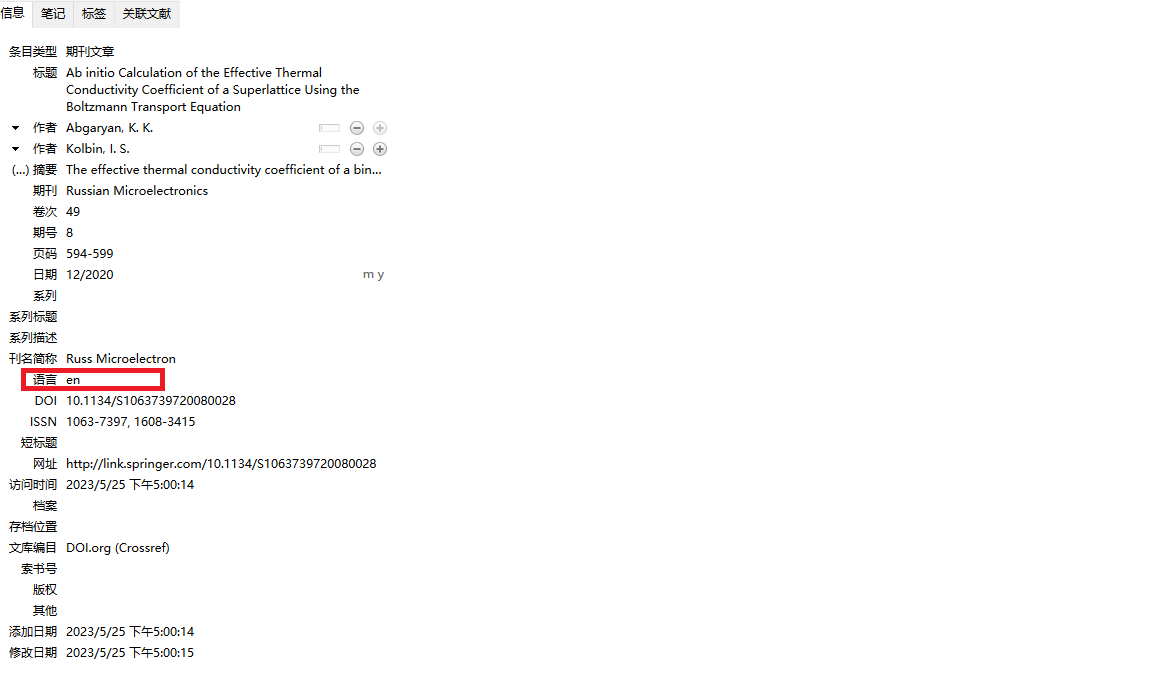 信息 笔记 标签 关联文献
条目类型 期刊文章
标题 Ab initio Calculation of the Effective Thermal
Conductivity Coefficient of a Superlattice Using the
Boltzmann Transport Equation
作者 Abgaryan, K. K.
作者 Kolbin, I. S.
(...) 摘要 The effective thermal conductivity coefficient of a bin...
期刊 Russian Microelectronics
卷次 49
期号 8
页码 594-599
日期 12/2020 m y
系列
系列标题
系列描述
刊名简称 Russ Microelectron
语言 en
DOI 10.1134/S1063739720080028
ISSN 1063-7397, 1608-3415
短标题
网址 http://link.springer.com/10.1134/S1063739720080028
访问时间 2023/5/25 下午5:00:14
档案
存档位置
文库编目 DOI.org (Crossref)
索书号
版权
其他
添加日期 2023/5/25 下午5:00:14
修改日期 2023/5/25 下午5:00:15